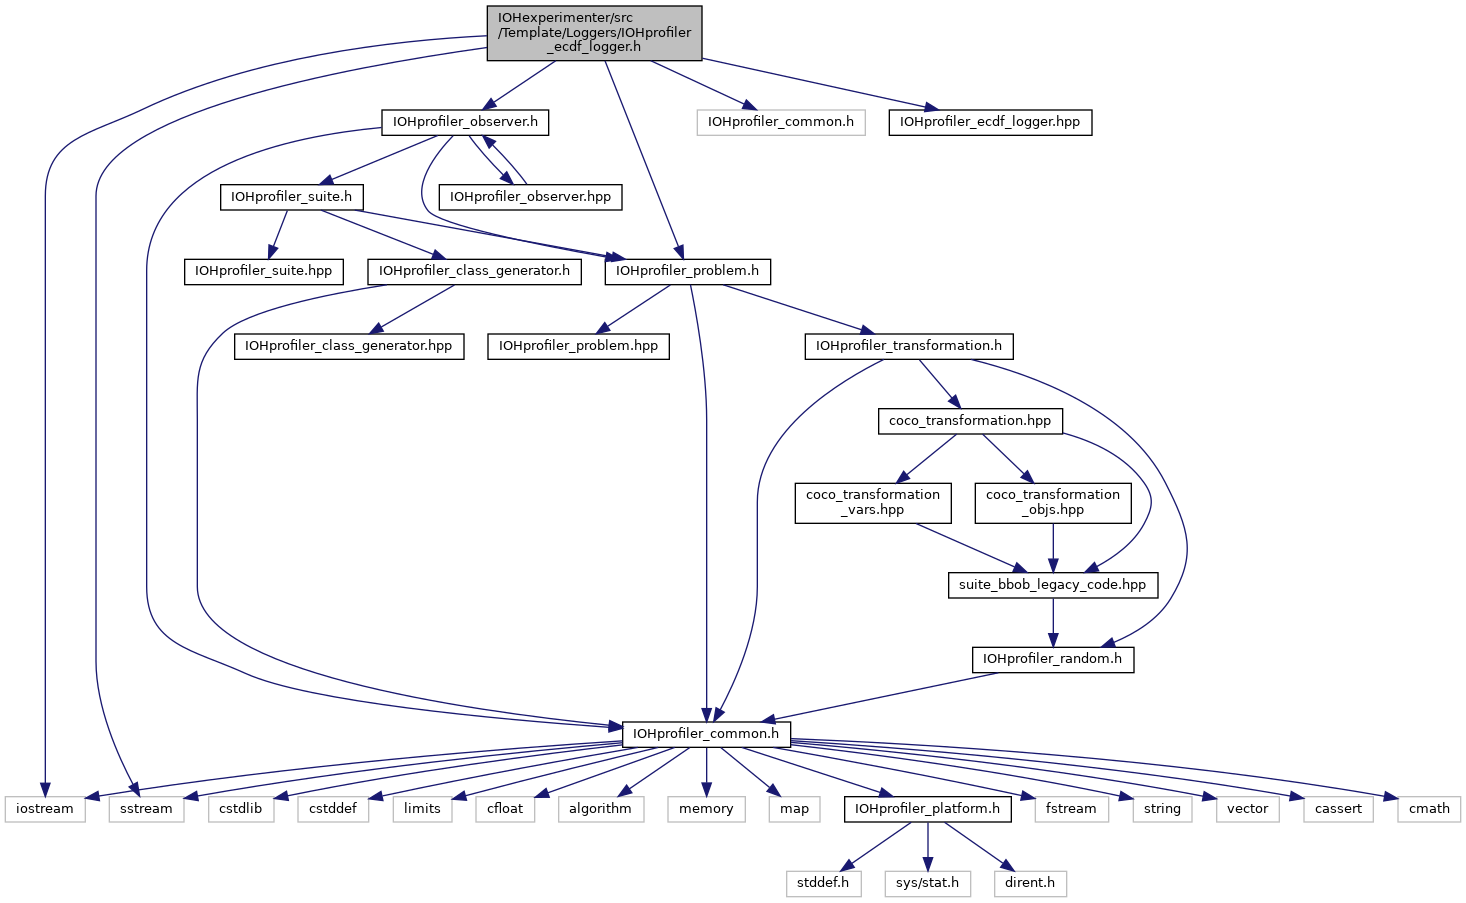 IOHexperimenter/src
/Template/Loggers/IOHprofiler
_ecdf_logger.h
IOHprofiler_observer.h
IOHprofiler_common.h
IOHprofiler_ecdf_logger.hpp
IOHprofiler_suite.h
IOHprofiler_observer.hpp
IOHprofiler_suite.hpp
IOHprofiler_class_generator.h
IOHprofiler_problem.h
IOHprofiler_class_generator.hpp
IOHprofiler_problem.hpp
IOHprofiler_transformation.h
coco_transformation.hpp
coco_transformation
_vars.hpp
coco_transformation
_objs.hpp
suite_bbob_legacy_code.hpp
IOHprofiler_random.h
IOHprofiler_common.h
iostream
sstream
cstdlib
cstddef
limits
cfloat
algorithm
memory
map
IOHprofiler_platform.h
fstream
string
vector
cassert
cmath
stddef.h
sys/stat.h
dirent.h